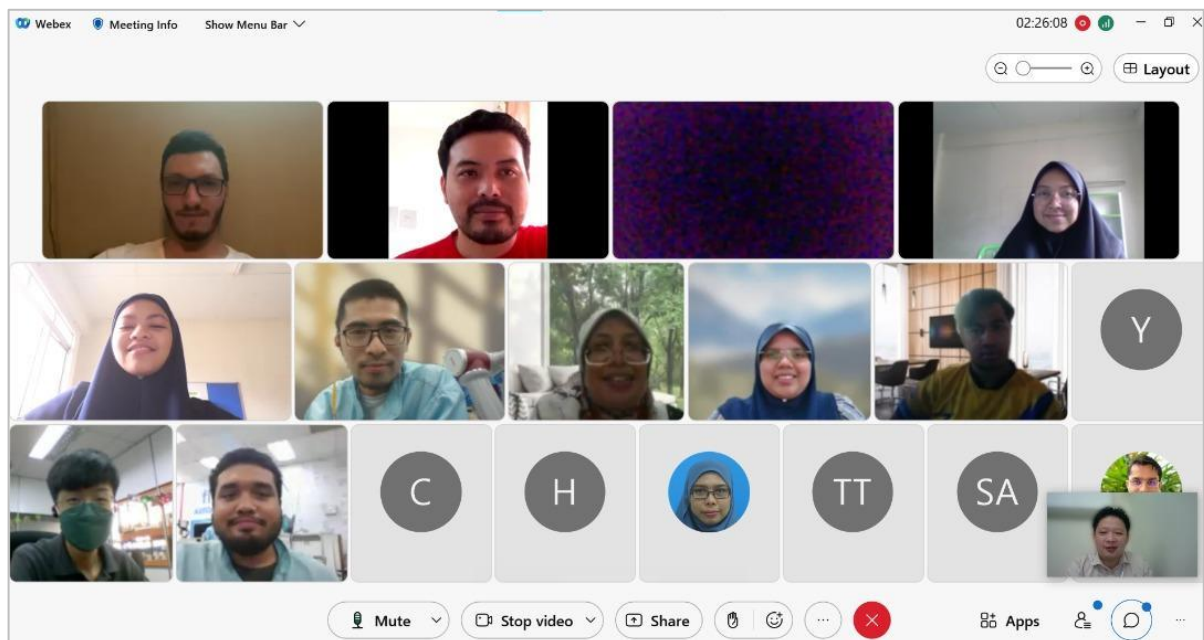 Webex Meeting Info Show Menu Bar 02:26:08
Layout
Y
C H TT SA
Mute Stop video Share Apps